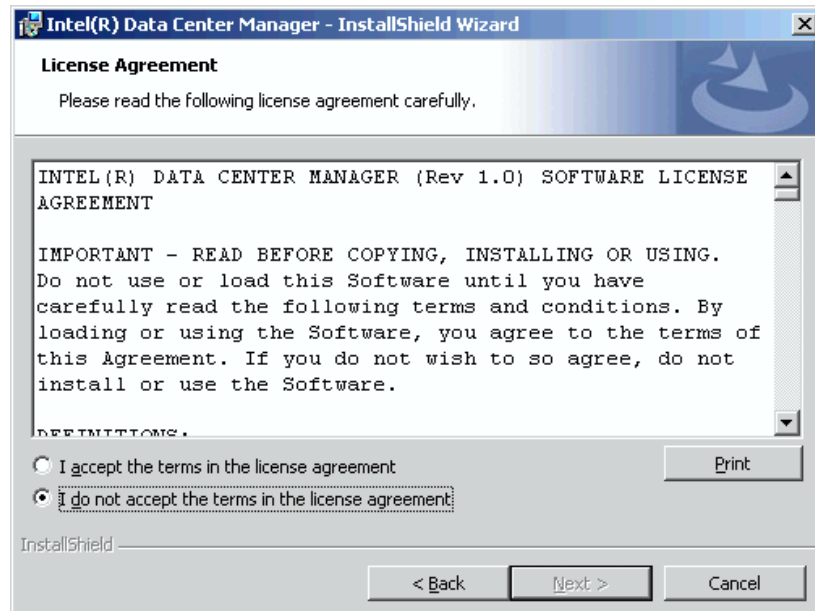 Intel(R) Data Center Manager - InstallShield Wizard
License Agreement
Please read the following license agreement carefully.
INTEL(R) DATA CENTER MANAGER (Rev 1.0) SOFTWARE LICENSE
AGREEMENT
IMPORTANT - READ BEFORE COPYING, INSTALLING OR USING.
Do not use or load this Software until you have
carefully read the following terms and conditions. By
loading or using the Software, you agree to the terms of
this Agreement. If you do not wish to so agree, do not
install or use the Software.
DEFINITIONS:
I accept the terms in the license agreement
Print
I do not accept the terms in the license agreement
InstallShield
< Back
Next >
Cancel